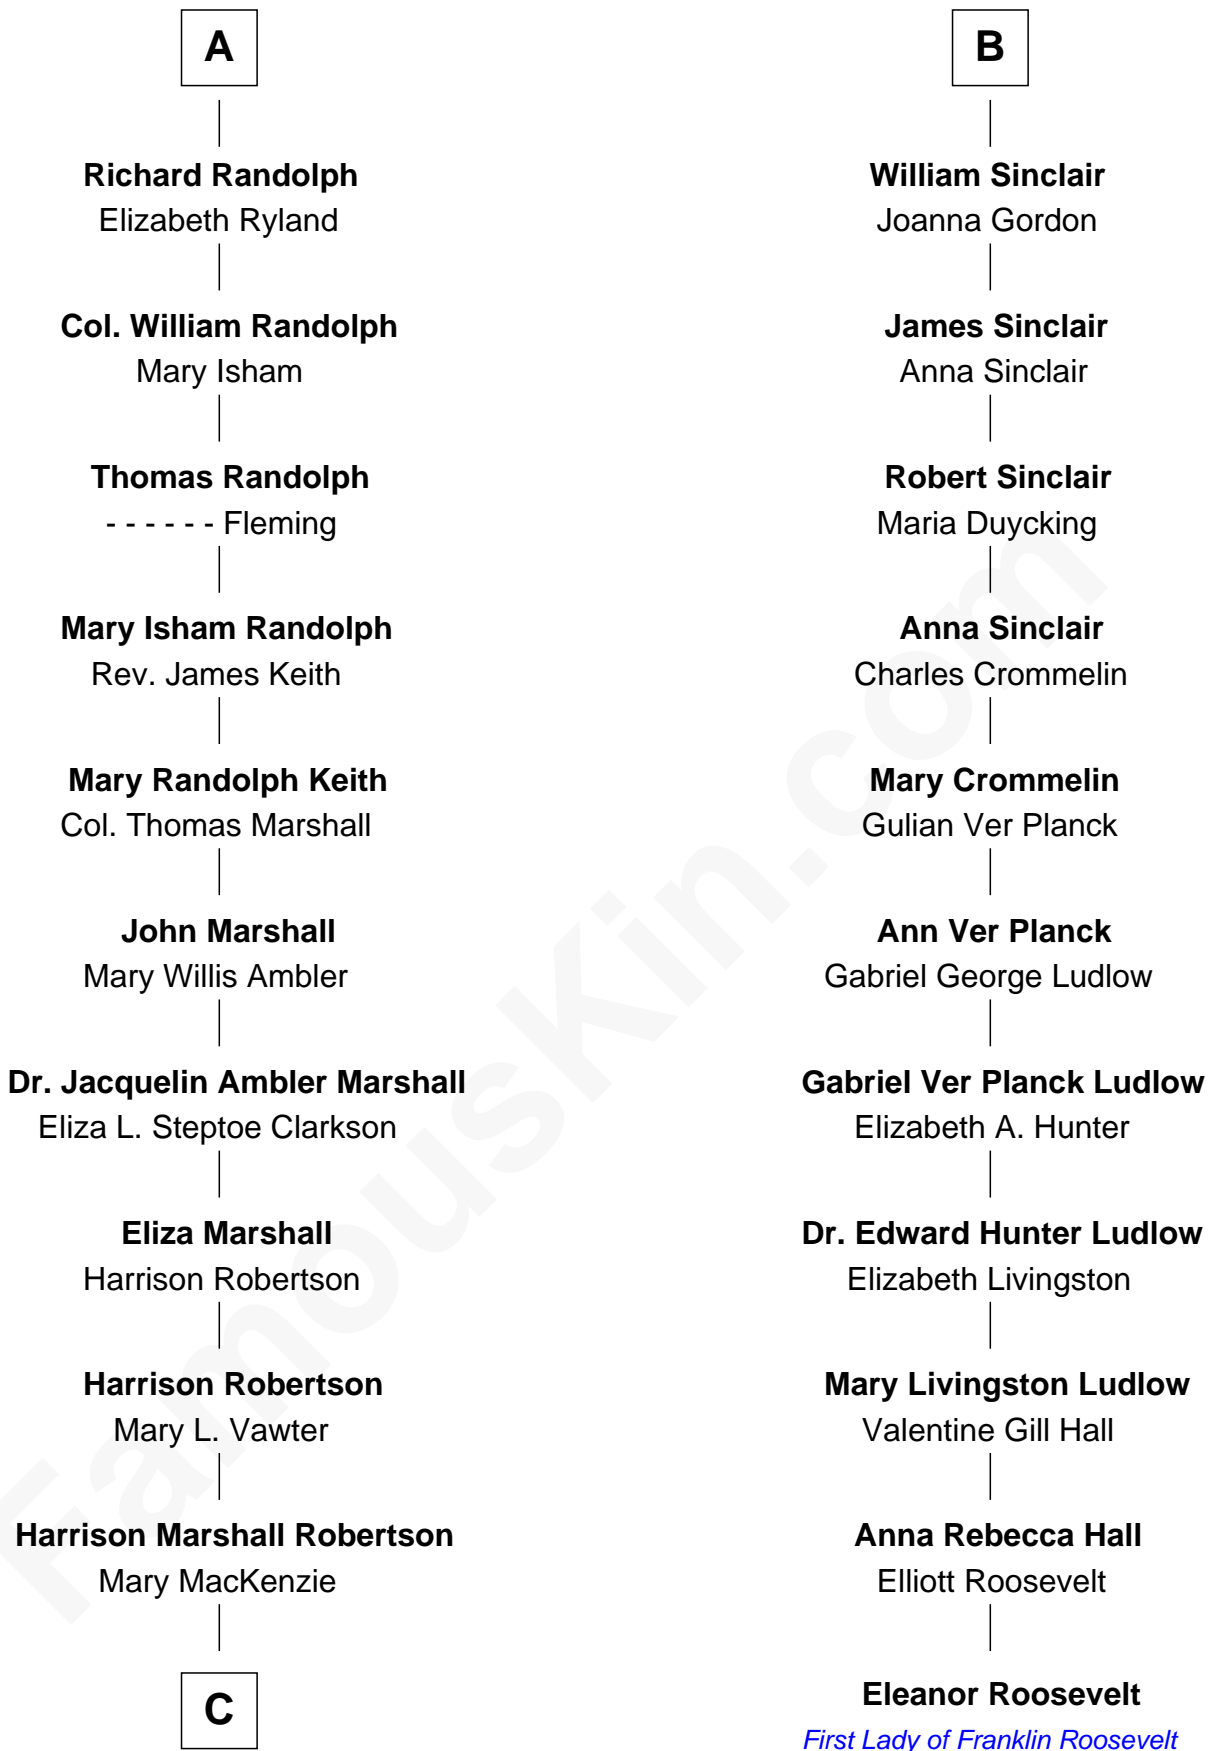 A
Richard Randolph
Elizabeth Ryland
Col. William Randolph
Mary Isham
Thomas Randolph
- - - - - - Fleming
Mary Isham Randolph
Rev. James Keith
Mary Randolph Keith
Col. Thomas Marshall
John Marshall
Mary Willis Ambler
Dr. Jacquelin Ambler Marshall
Eliza L. Steptoe Clarkson
Eliza Marshall
Harrison Robertson
Harrison Robertson
Mary L. Vawter
Harrison Marshall Robertson
Mary MacKenzie
C
B
William Sinclair
Joanna Gordon
James Sinclair
Anna Sinclair
Robert Sinclair
Maria Duycking
Anna Sinclair
Charles Crommelin
Mary Crommelin
Gulian Ver Planck
Ann Ver Planck
Gabriel George Ludlow
Gabriel Ver Planck Ludlow
Elizabeth A. Hunter
Dr. Edward Hunter Ludlow
Elizabeth Livingston
Mary Livingston Ludlow
Valentine Gill Hall
Anna Rebecca Hall
Elliott Roosevelt
Eleanor Roosevelt
First Lady of Franklin Roosevelt
FamousKin.com